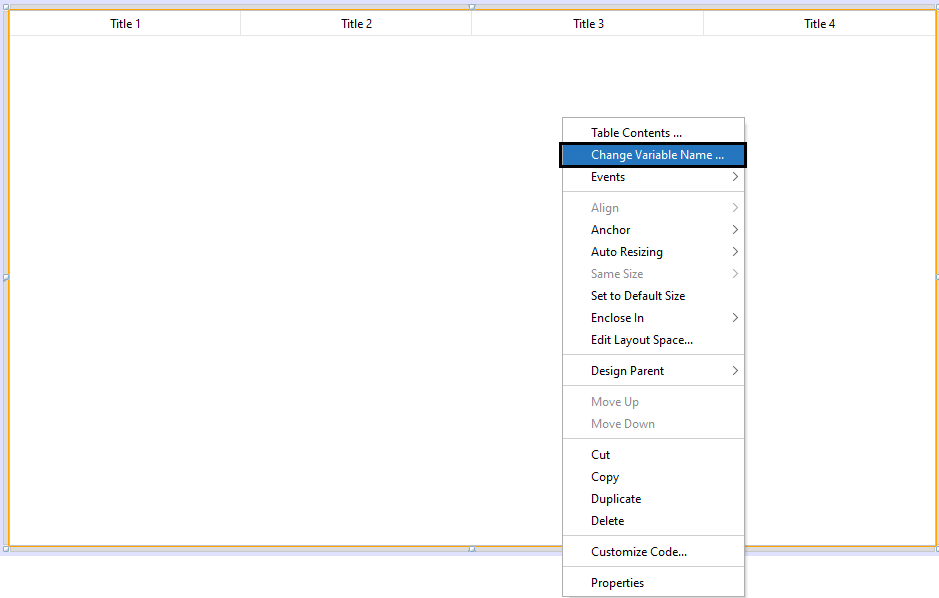 Title 1 Title 2 Title 3 Title 4
Table Contents ...
Change Variable Name ...
Events
Align
Anchor
Auto Resizing
Same Size
Set to Default Size
Enclose In
Edit Layout Space...
Design Parent
Move Up
Move Down
Cut
Copy
Duplicate
Delete
Customize Code...
Properties